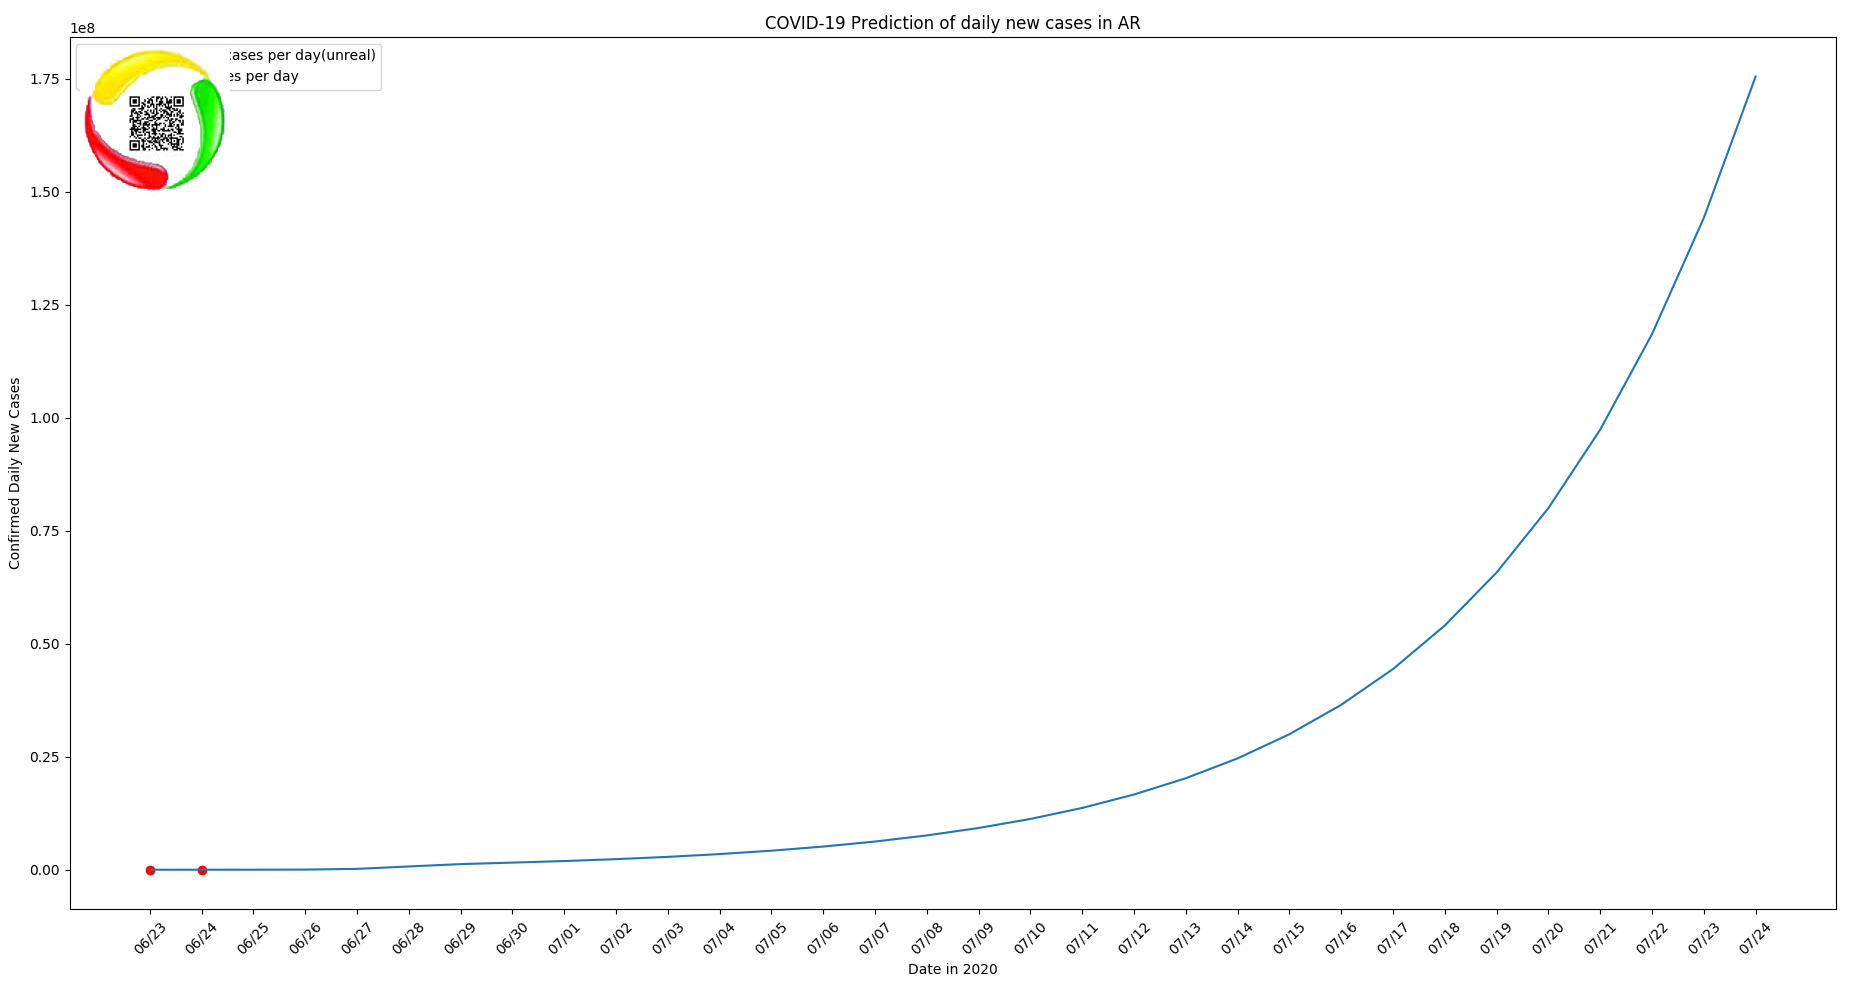 COVID-19 Prediction of daily new cases in AR
1e8
cases per day(unreal)
per day
1.75
1.50
1.25
1.00
0.75
0.50
0.25
0.00
Confirmed Daily New Cases
06/23 06/24 06/25 06/26 06/27 06/28 06/29 06/30 07/01 07/02 07/03 07/04 07/05 07/06 07/07 07/08 07/09 07/10 07/11 07/12 07/13 07/14 07/15 07/16 07/17 07/18 07/19 07/20 07/21 07/22 07/23 07/24
Date in 2020